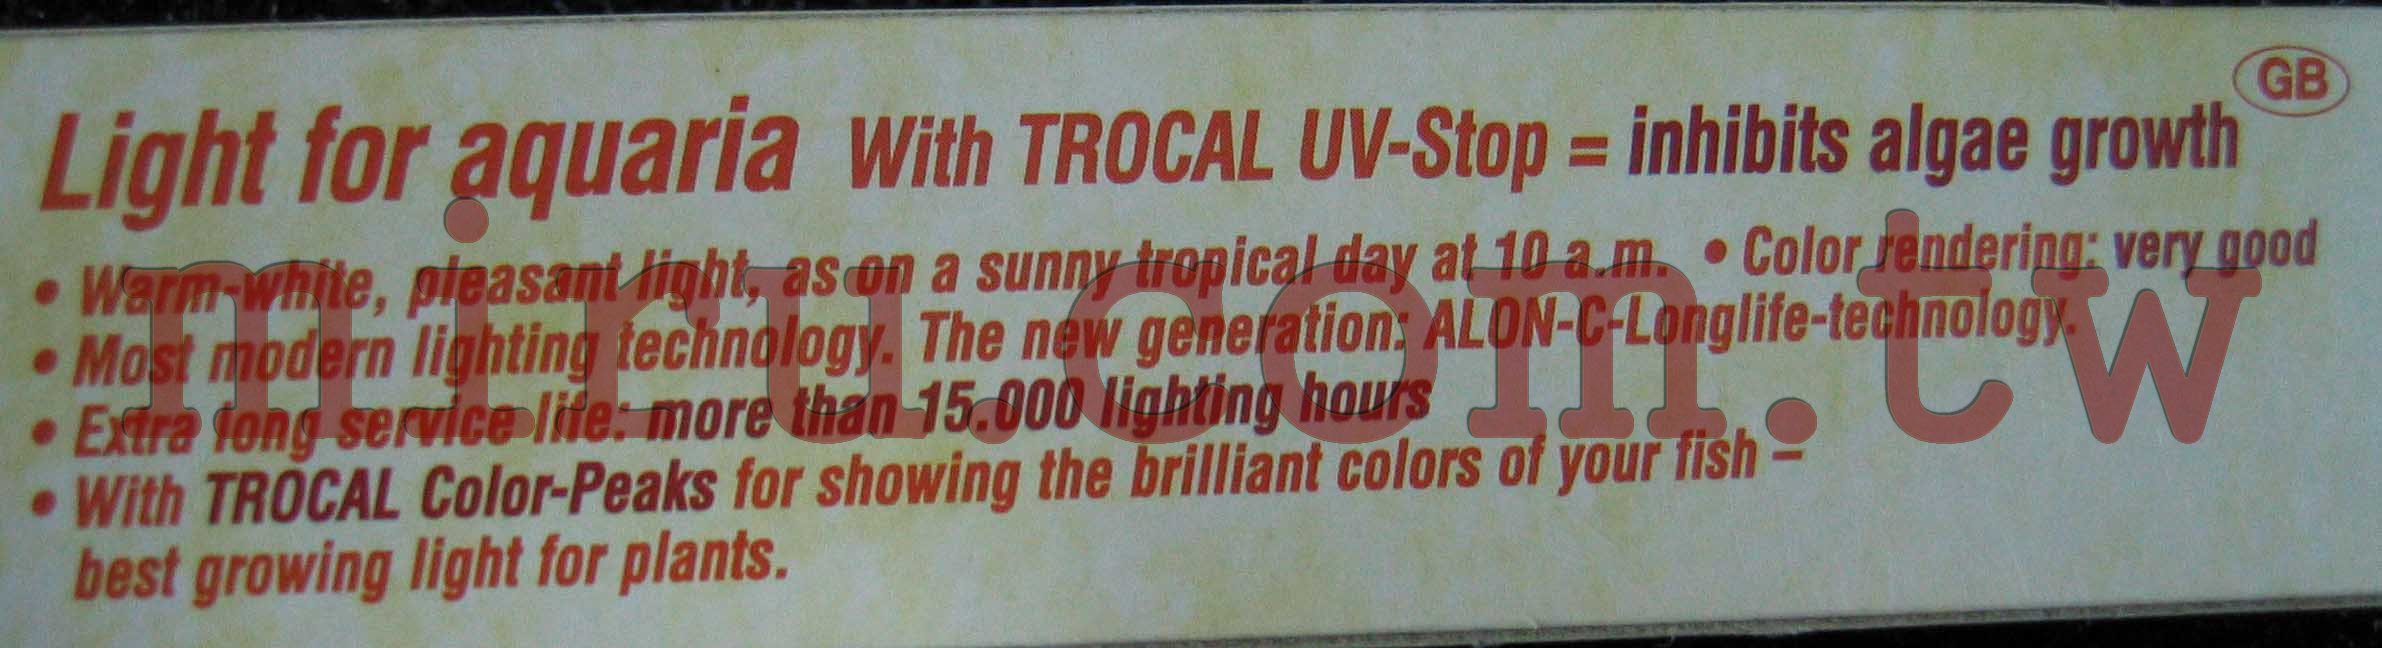 GB
Light for aquaria With TROCAL UV-Stop = inhibits algae growth
• Warm-white, pleasant light, as on a sunny tropical day at 10 a.m. • Color rendering: very good
• Most modern lighting technology. The new generation: ALON-C-Longlife-technology.
• Extra long service life: more than 15.000 lighting hours
• With TROCAL Color-Peaks for showing the brilliant colors of your fish –
best growing light for plants.
miru.com.tw